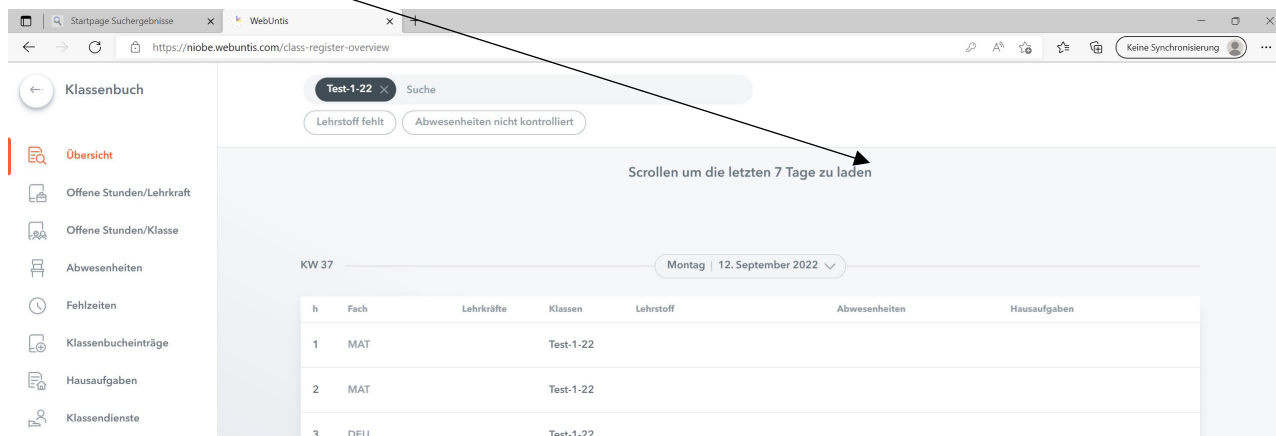 Startpage Suchergebnisse
WebUntis
https://niobe.webuntis.com/class-register-overview
Keine Synchronisierung
Klassenbuch
Test-1-22
Suche
Lehrstoff fehlt
Abwesenheiten nicht kontrolliert
Übersicht
Offene Stunden/Lehrkraft
Offene Stunden/Klasse
Abwesenheiten
Fehlzeiten
Klassenbucheinträge
Hausaufgaben
Klassendienste
Scrollen um die letzten 7 Tage zu laden
KW 37
Montag | 12. September 2022
h Fach Lehrkräfte Klassen Lehrstoff Abwesenheiten Hausaufgaben
1 MAT Test-1-22
2 MAT Test-1-22
3 DEU Test-1-22